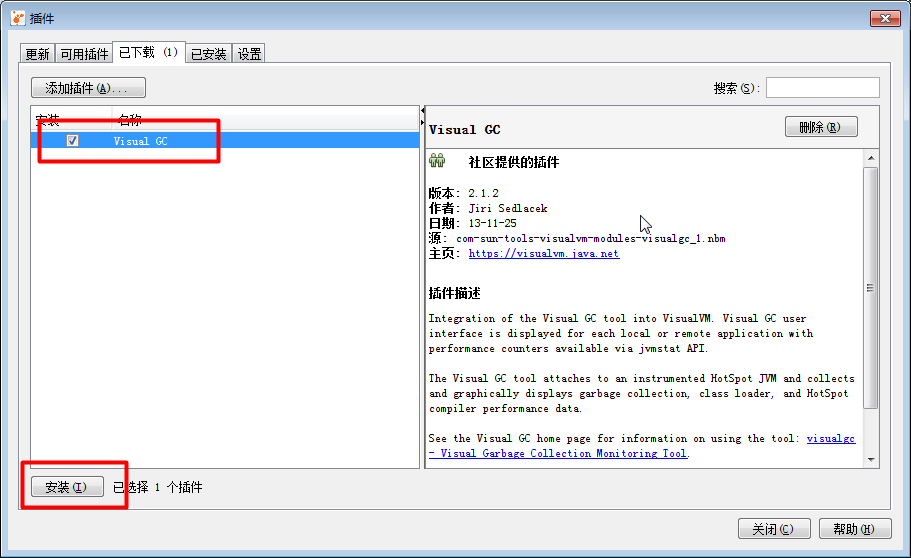 插件
更新 可用插件 已下载 (1) 已安装 设置
添加插件(A)... 搜索(S):
安装 名称
Visual GC
Visual GC 删除(R)
社区提供的插件
版本: 2.1.2
作者: Jiri Sedlacek
日期: 13-11-25
源: com-sun-tools-visualvm-modules-visualgc_1.nbm
主页: https://visualvm.java.net
插件描述
Integration of the Visual GC tool into VisualVM. Visual GC user
interface is displayed for each local or remote application with
performance counters available via jvmstat API.
The Visual GC tool attaches to an instrumented HotSpot JVM and collects
and graphically displays garbage collection, class loader, and HotSpot
compiler performance data.
See the Visual GC home page for information on using the tool: visualgc
- Visual Garbage Collection Monitoring Tool.
安装(I) 已选择 1 个插件
关闭(C) 帮助(H)